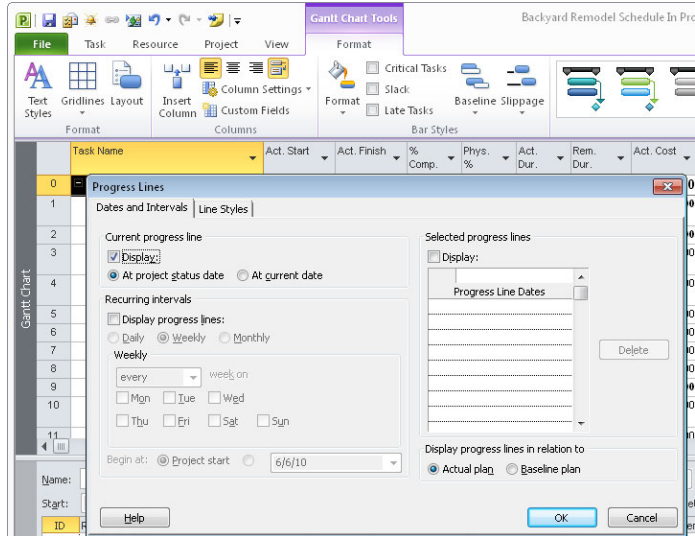 Gantt Chart Tools
Backyard Remodel Schedule In Pro
File Task Resource Project View Format
Text Styles
Gridlines
Layout
Insert Column
Column Settings
Custom Fields
Format
Critical Tasks
Slack
Late Tasks
Baseline
Slippage
Format
Columns
Bar Styles
Task Name
Act. Start
Act. Finish
% Comp.
Phys. %
Act. Dur.
Rem. Dur.
Act. Cost
Gantt Chart
0
1
2
3
4
5
6
7
8
9
10
11
Progress Lines
Dates and Intervals
Line Styles
Current progress line
Display:
At project status date
At current date
Recurring intervals
Display progress lines:
Daily
Weekly
Monthly
Weekly
every
week on
Mon
Tue
Wed
Thu
Fri
Sat
Sun
Begin at:
Project start
6/6/10
Selected progress lines
Display:
Progress Line Dates
Delete
Display progress lines in relation to
Actual plan
Baseline plan
Help
OK
Cancel
Name:
Start:
ID